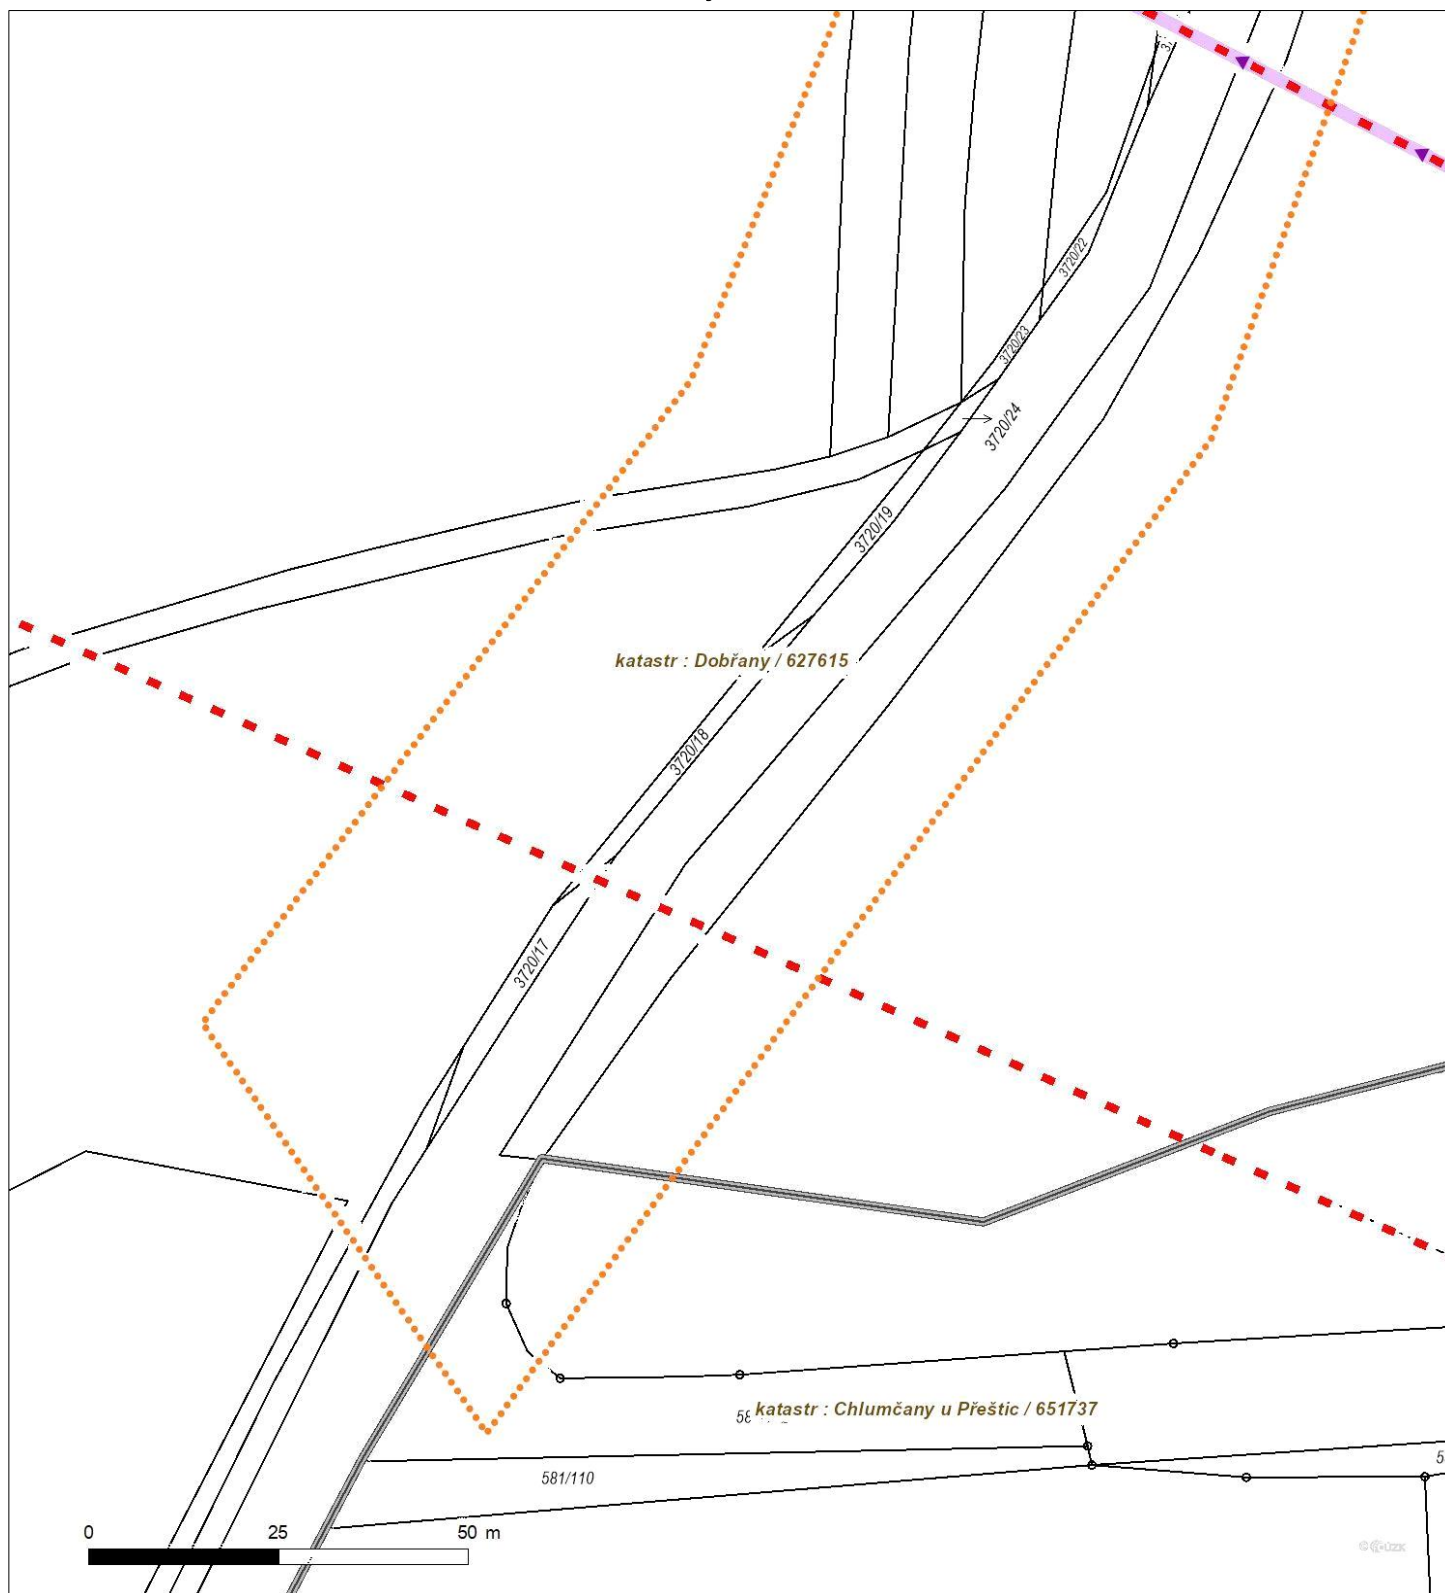 3720/22
3720/23
3720/24
3720/19
katastr : Dobřany / 627615
3720/18
3720/17
katastr : Chlumčany u Přeštic / 651737
581/110
0 25 50 m